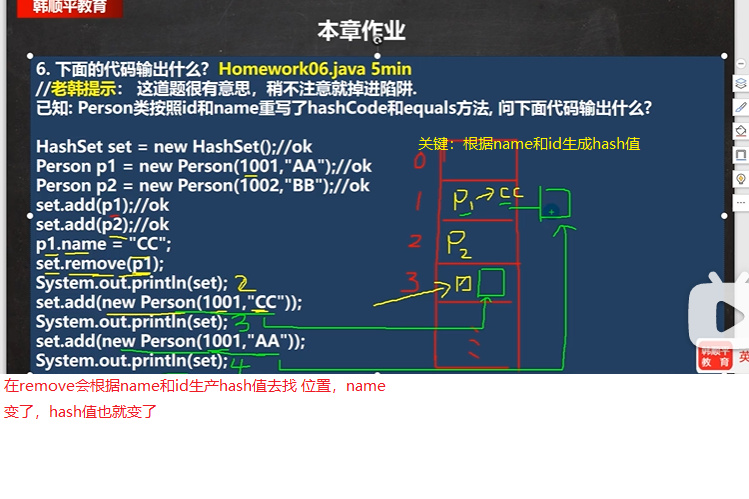 韩顺平教育
本章作业
6. 下面的代码输出什么? Homework06.java 5min
//老韩提示: 这道题很有意思，稍不注意就掉进陷阱.
已知: Person类按照id和name重写了hashCode和equals方法, 问下面代码输出什么?
关键：根据name和id生成hash值
HashSet set = new HashSet();//ok
Person p1 = new Person(1001,"AA");//ok
Person p2 = new Person(1002,"BB");//ok
set.add(p1);//ok
set.add(p2);//ok
p1.name = "CC";
set.remove(p1);
System.out.println(set); 2
set.add(new Person(1001,"CC"));
System.out.println(set); 3
set.add(new Person(1001,"AA"));
System.out.println(set); 4
0
1 P1→CC
2 P2
3
韩顺平
教 育
英
在remove会根据name和id生产hash值去找 位置，name
变了，hash值也就变了